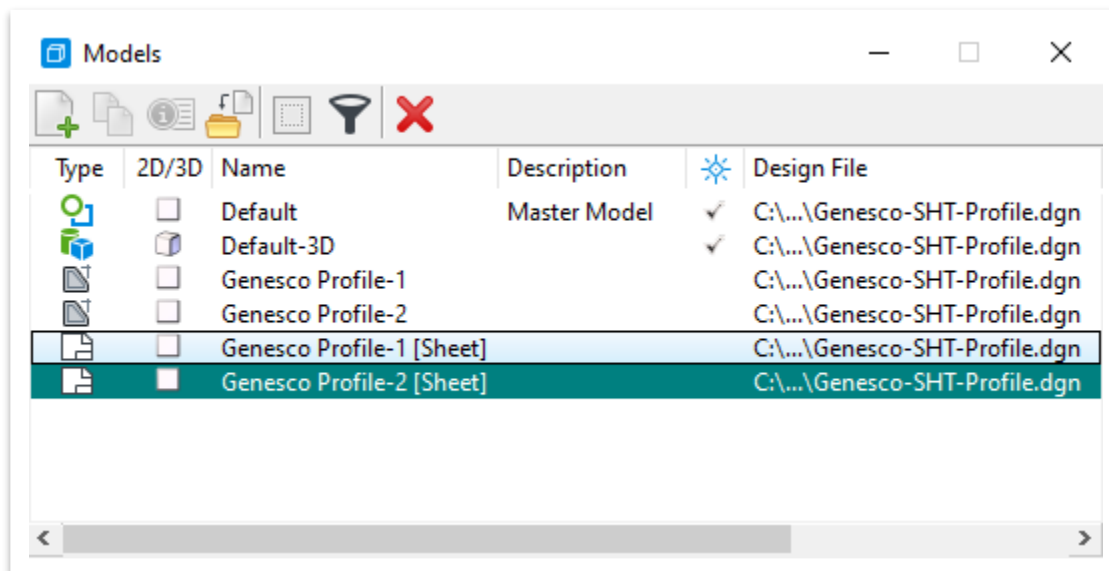 Models
Type 2D/3D Name Description Design File
Default Master Model C:\...\Genesco-SHT-Profile.dgn
Default-3D C:\...\Genesco-SHT-Profile.dgn
Genesco Profile-1 C:\...\Genesco-SHT-Profile.dgn
Genesco Profile-2 C:\...\Genesco-SHT-Profile.dgn
Genesco Profile-1 [Sheet] C:\...\Genesco-SHT-Profile.dgn
Genesco Profile-2 [Sheet] C:\...\Genesco-SHT-Profile.dgn